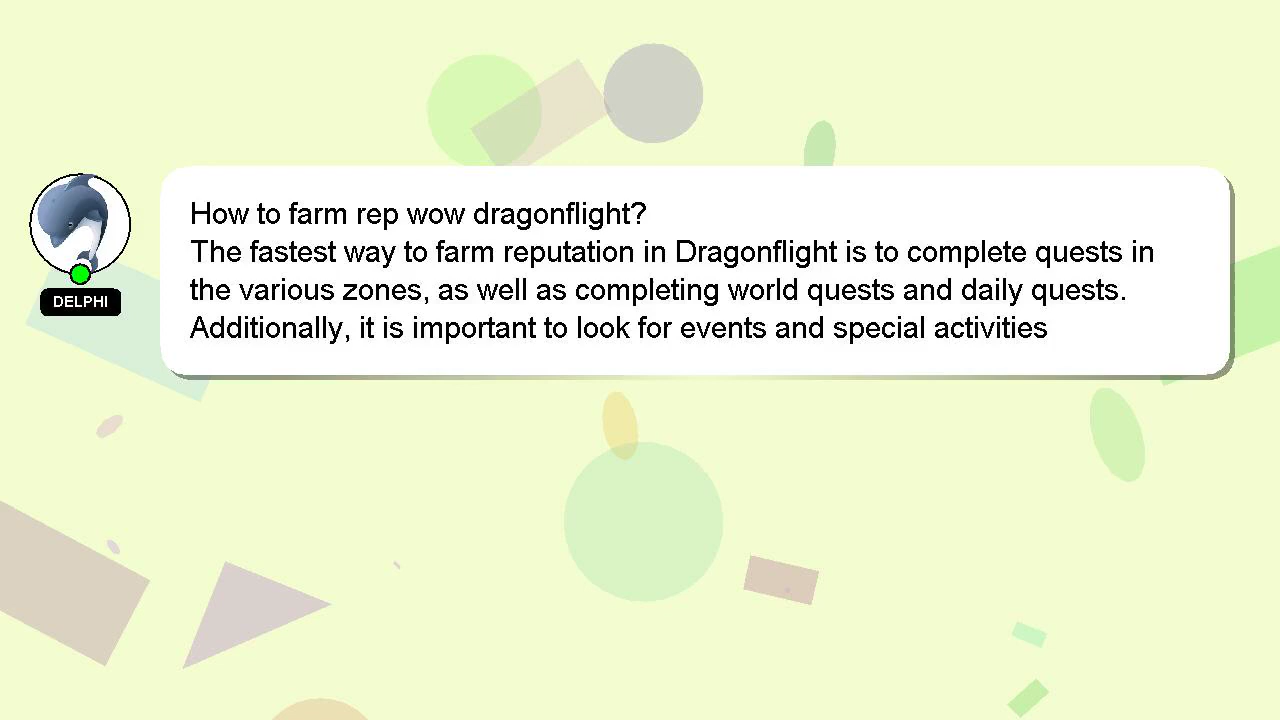 How to farm rep wow dragonflight?
The fastest way to farm reputation in Dragonflight is to complete quests in
the various zones, as well as completing world quests and daily quests.
Additionally, it is important to look for events and special activities
DELPHI